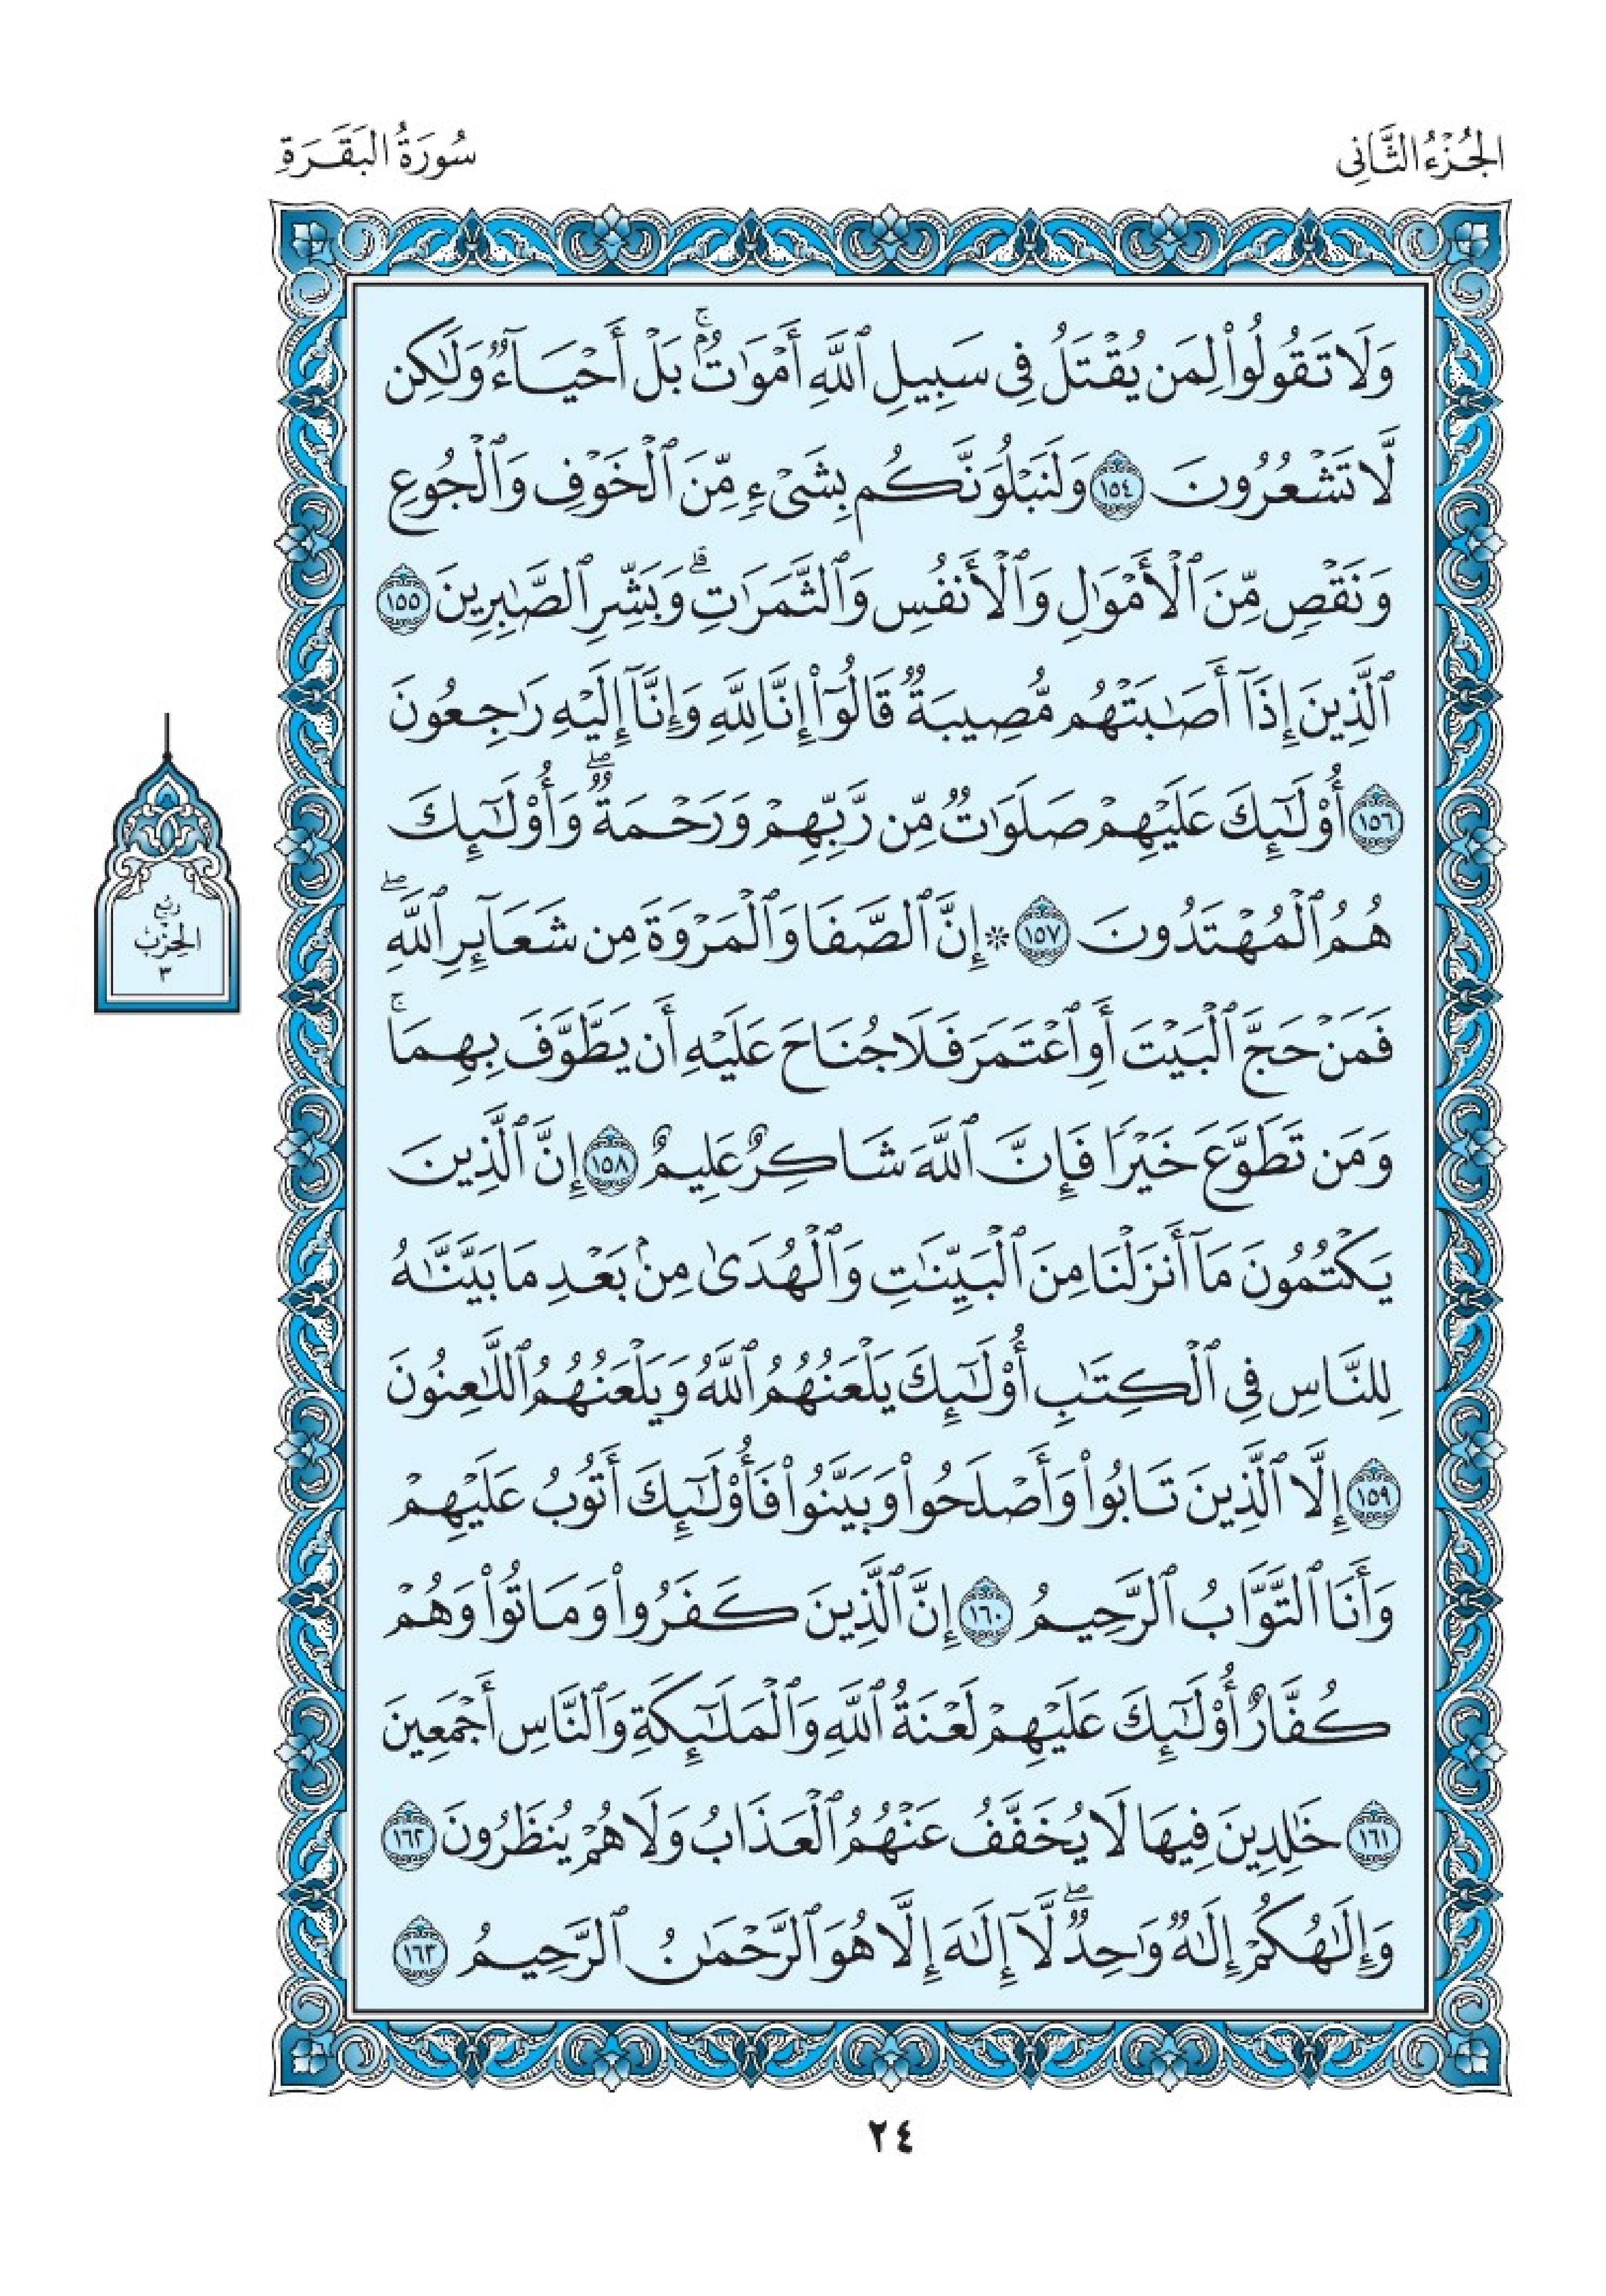 الجُزْءُ الثَّانِي
سُورَةُ البَقَرَةِ
وَلَا تَقُولُواْ لِمَن يُقْتَلُ فِى سَبِيلِ ٱللَّهِ أَمْوَٰتُۢۚ بَلْ أَحْيَآءٌ وَلَٰكِن
لَّا تَشْعُرُونَ ١٥٤ وَلَنَبْلُوَنَّكُم بِشَىْءٍ مِّنَ ٱلْخَوْفِ وَٱلْجُوعِ
وَنَقْصٍ مِّنَ ٱلْأَمْوَٰلِ وَٱلْأَنفُسِ وَٱلثَّمَرَٰتِۗ وَبَشِّرِ ٱلصَّٰبِرِينَ ١٥٥
ٱلَّذِينَ إِذَآ أَصَٰبَتْهُم مُّصِيبَةٌ قَالُوٓاْ إِنَّا لِلَّهِ وَإِنَّآ إِلَيْهِ رَٰجِعُونَ
١٥٦ أُوْلَٰٓئِكَ عَلَيْهِمْ صَلَوَٰتٌ مِّن رَّبِّهِمْ وَرَحْمَةٌۖ وَأُوْلَٰٓئِكَ
هُمُ ٱلْمُهْتَدُونَ ١٥٧ * إِنَّ ٱلصَّفَا وَٱلْمَرْوَةَ مِن شَعَآئِرِ ٱللَّهِۖ
فَمَنْ حَجَّ ٱلْبَيْتَ أَوِ ٱعْتَمَرَ فَلَا جُنَاحَ عَلَيْهِ أَن يَطَّوَّفَ بِهِمَاۚ
وَمَن تَطَوَّعَ خَيْرًا فَإِنَّ ٱللَّهَ شَاكِرٌ عَلِيمٌ ١٥٨ إِنَّ ٱلَّذِينَ
يَكْتُمُونَ مَآ أَنزَلْنَا مِنَ ٱلْبَيِّنَٰتِ وَٱلْهُدَىٰ مِنۢ بَعْدِ مَا بَيَّنَّٰهُ
لِلنَّاسِ فِى ٱلْكِتَٰبِ أُوْلَٰٓئِكَ يَلْعَنُهُمُ ٱللَّهُ وَيَلْعَنُهُمُ ٱللَّٰعِنُونَ
١٥٩ إِلَّا ٱلَّذِينَ تَابُواْ وَأَصْلَحُواْ وَبَيَّنُواْ فَأُوْلَٰٓئِكَ أَتُوبُ عَلَيْهِمْ
وَأَنَا ٱلتَّوَّابُ ٱلرَّحِيمُ ١٦٠ إِنَّ ٱلَّذِينَ كَفَرُواْ وَمَاتُواْ وَهُمْ
كُفَّارٌ أُوْلَٰٓئِكَ عَلَيْهِمْ لَعْنَةُ ٱللَّهِ وَٱلْمَلَٰٓئِكَةِ وَٱلنَّاسِ أَجْمَعِينَ
١٦١ خَٰلِدِينَ فِيهَا لَا يُخَفَّفُ عَنْهُمُ ٱلْعَذَابُ وَلَا هُمْ يُنظَرُونَ ١٦٢
وَإِلَٰهُكُمْ إِلَٰهٌ وَٰحِدٌۖ لَّآ إِلَٰهَ إِلَّا هُوَ ٱلرَّحْمَٰنُ ٱلرَّحِيمُ ١٦٣
ربع
الحِزْب
٣
٢٤